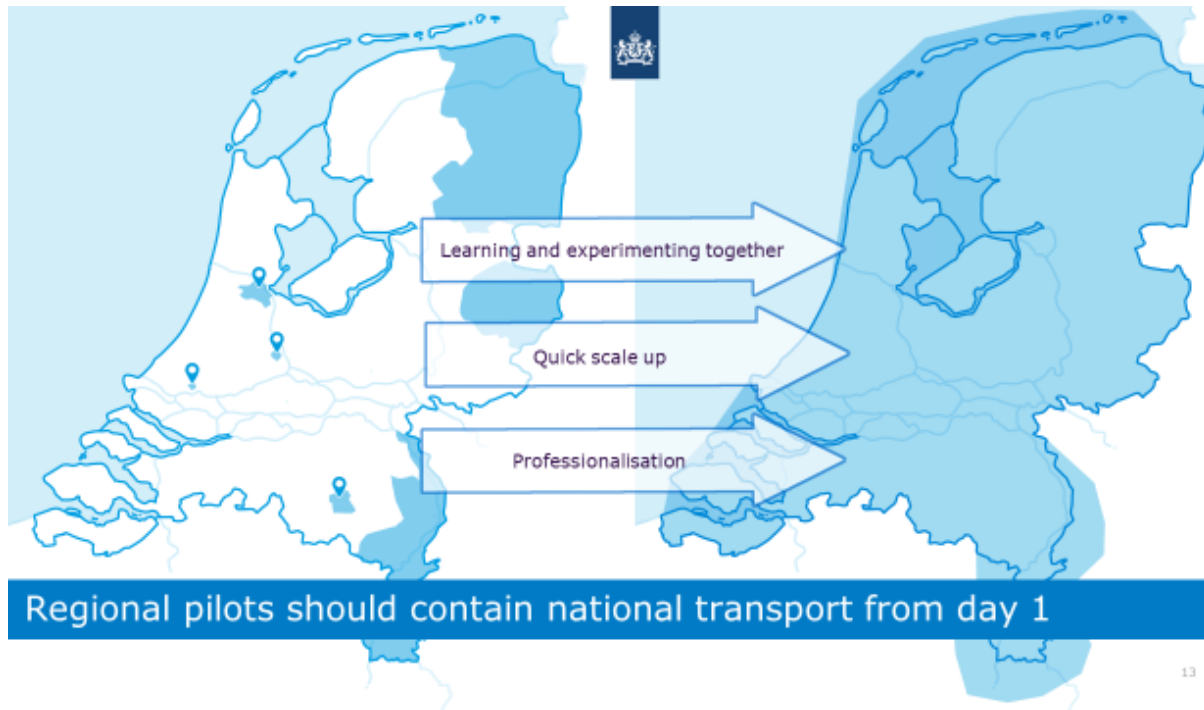 Learning and experimenting together
Quick scale up
Professionalisation
Regional pilots should contain national transport from day 1
13